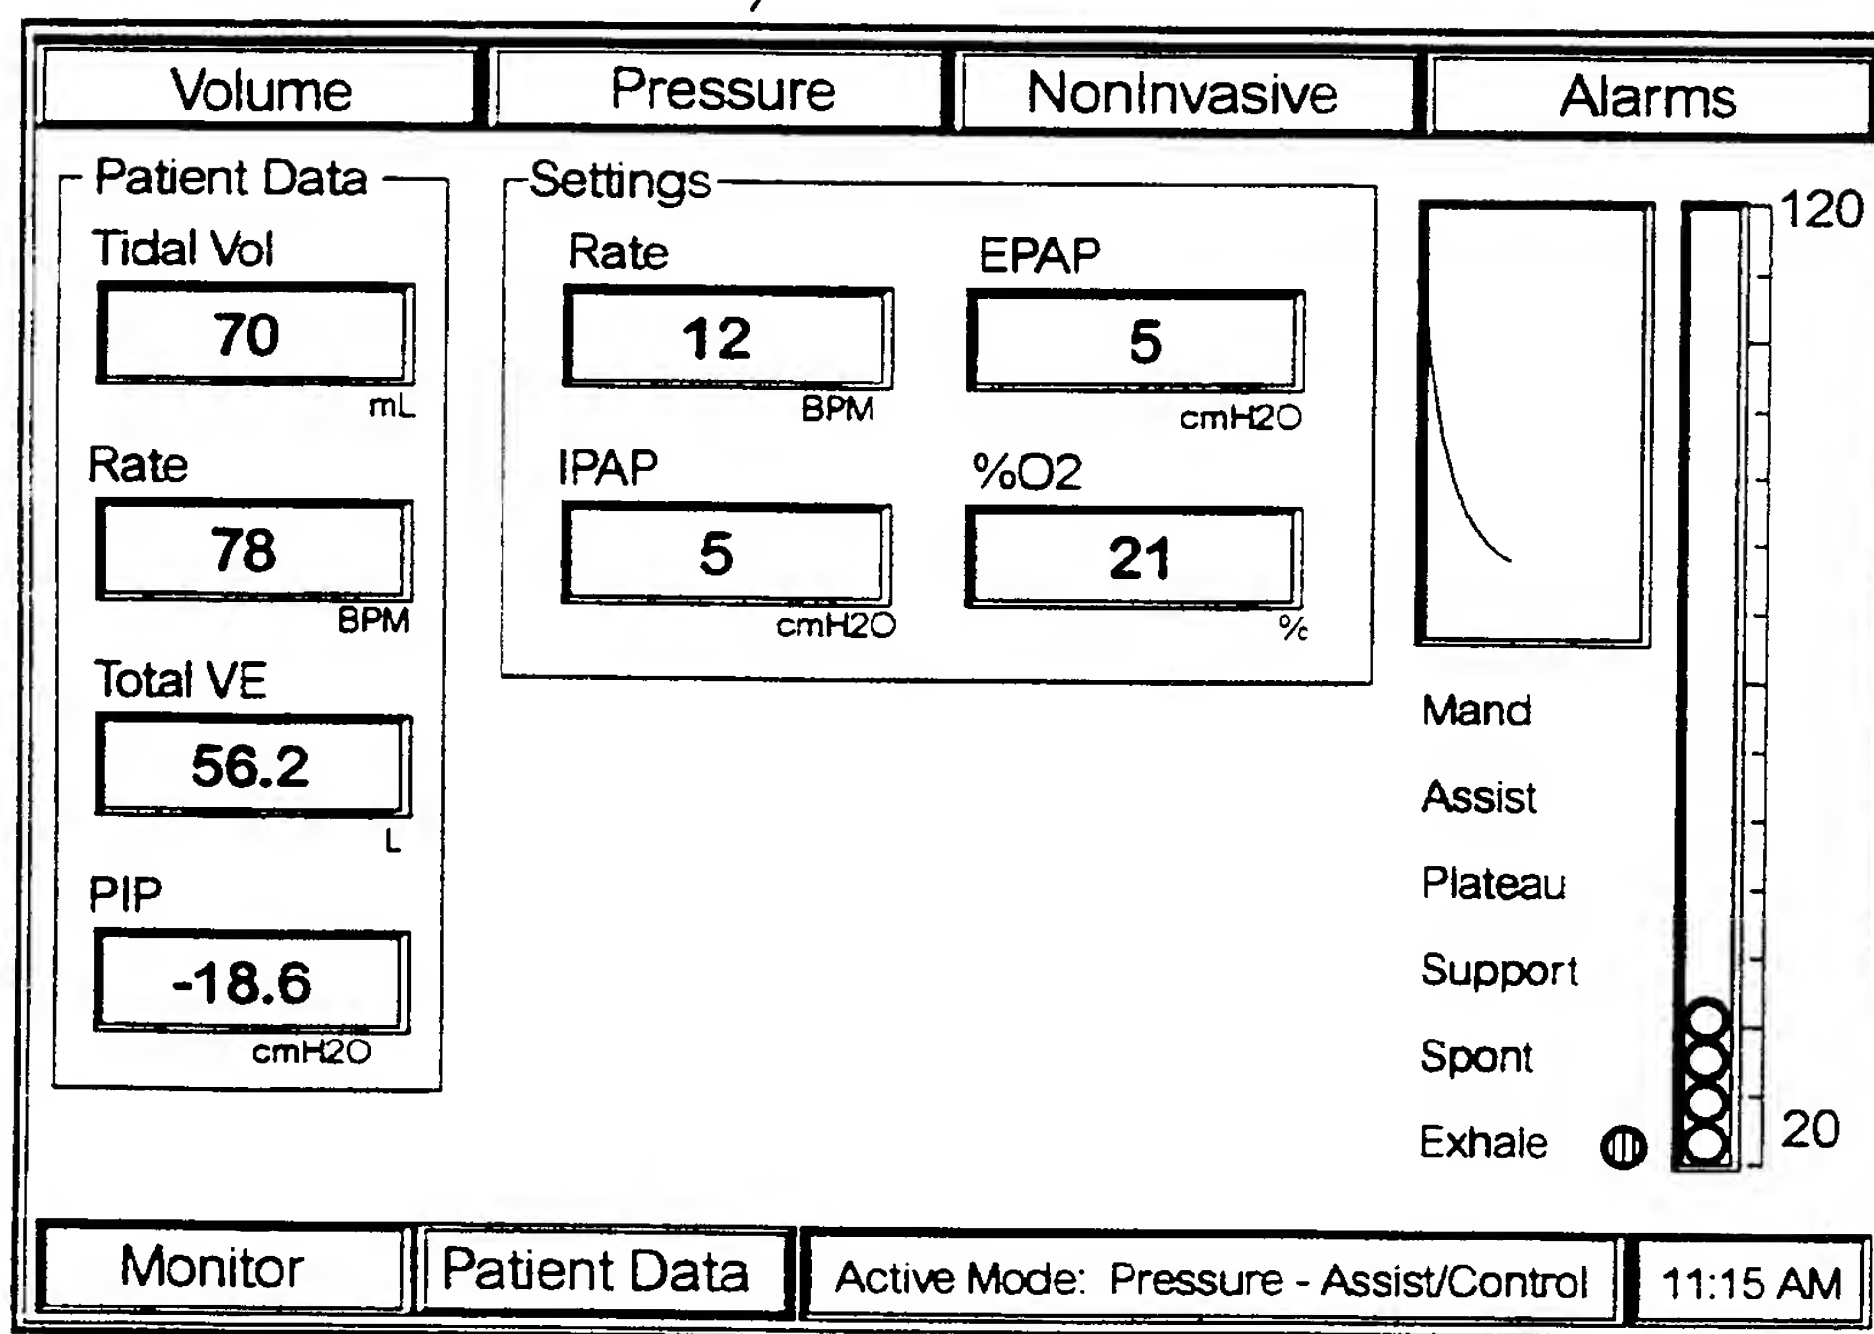 Volume Pressure NonInvasive Alarms
Patient Data
Tidal Vol
70
mL
Rate
78
BPM
Total VE
56.2
L
PIP
-18.6
cmH2O
Settings
Rate
12
BPM
EPAP
5
cmH2O
IPAP
5
cmH2O
%O2
21
%
120
20
Mand
Assist
Plateau
Support
Spont
Exhale
Monitor Patient Data Active Mode: Pressure - Assist/Control 11:15 AM